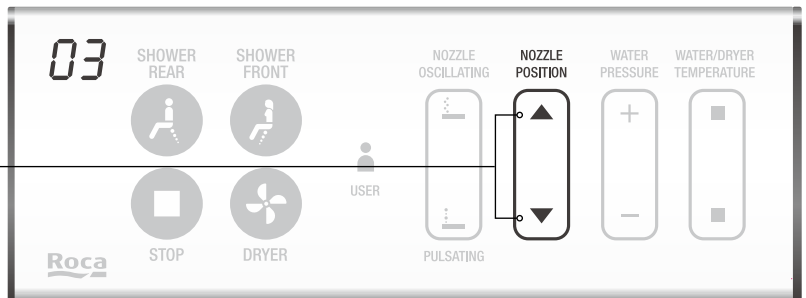 03
SHOWER
REAR
SHOWER
FRONT
NOZZLE
OSCILLATING
NOZZLE
POSITION
WATER
PRESSURE
WATER/DRYER
TEMPERATURE
+
USER
−
STOP
DRYER
PULSATING
Roca